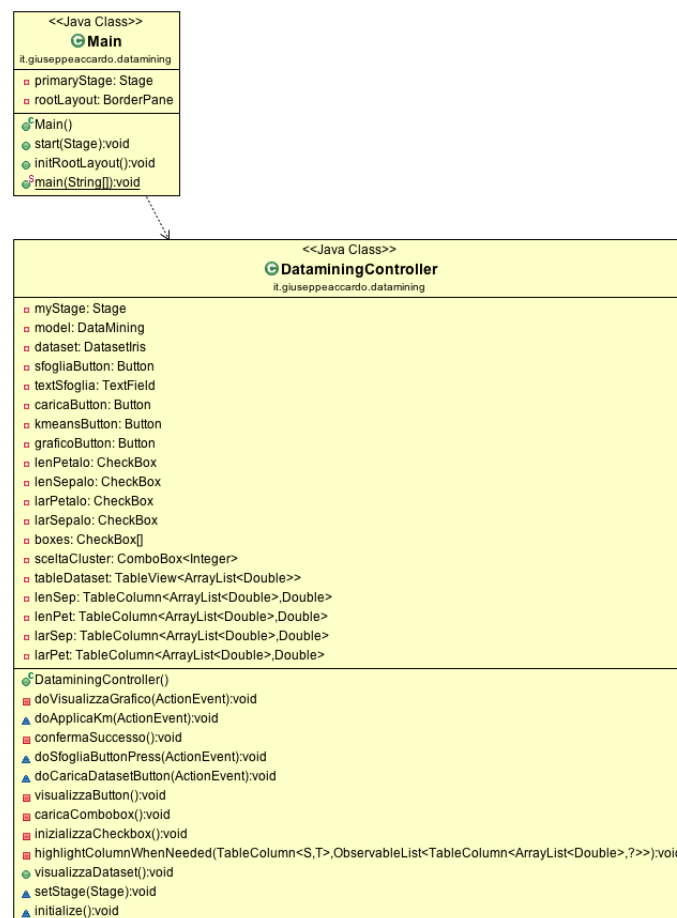 <<Java Class>>
Main
it.giuseppeaccardo.datamining
primaryStage: Stage
rootLayout: BorderPane
Main()
start(Stage):void
initRootLayout():void
main(String[]):void
<<Java Class>>
DataminingController
it.giuseppeaccardo.datamining
myStage: Stage
model: DataMining
dataset: DatasetIris
sfogliaButton: Button
textSfoglia: TextField
caricaButton: Button
kmeansButton: Button
graficoButton: Button
lenPetalo: CheckBox
lenSepalo: CheckBox
larPetalo: CheckBox
larSepalo: CheckBox
boxes: CheckBox[]
sceltaCluster: ComboBox<Integer>
tableDataset: TableView<ArrayList<Double>>
lenSep: TableColumn<ArrayList<Double>,Double>
lenPet: TableColumn<ArrayList<Double>,Double>
larSep: TableColumn<ArrayList<Double>,Double>
larPet: TableColumn<ArrayList<Double>,Double>
DataminingController()
doVisualizzaGrafico(ActionEvent):void
doApplicaKm(ActionEvent):void
confermaSuccesso():void
doSfogliaButtonPress(ActionEvent):void
doCaricaDatasetButton(ActionEvent):void
visualizzaButton():void
caricaCombobox():void
inizializzaCheckbox():void
highlightColumnWhenNeeded(TableColumn<S,T>,ObservableList<TableColumn<ArrayList<Double>,?>>):void
visualizzaDataset():void
setStage(Stage):void
initialize():void